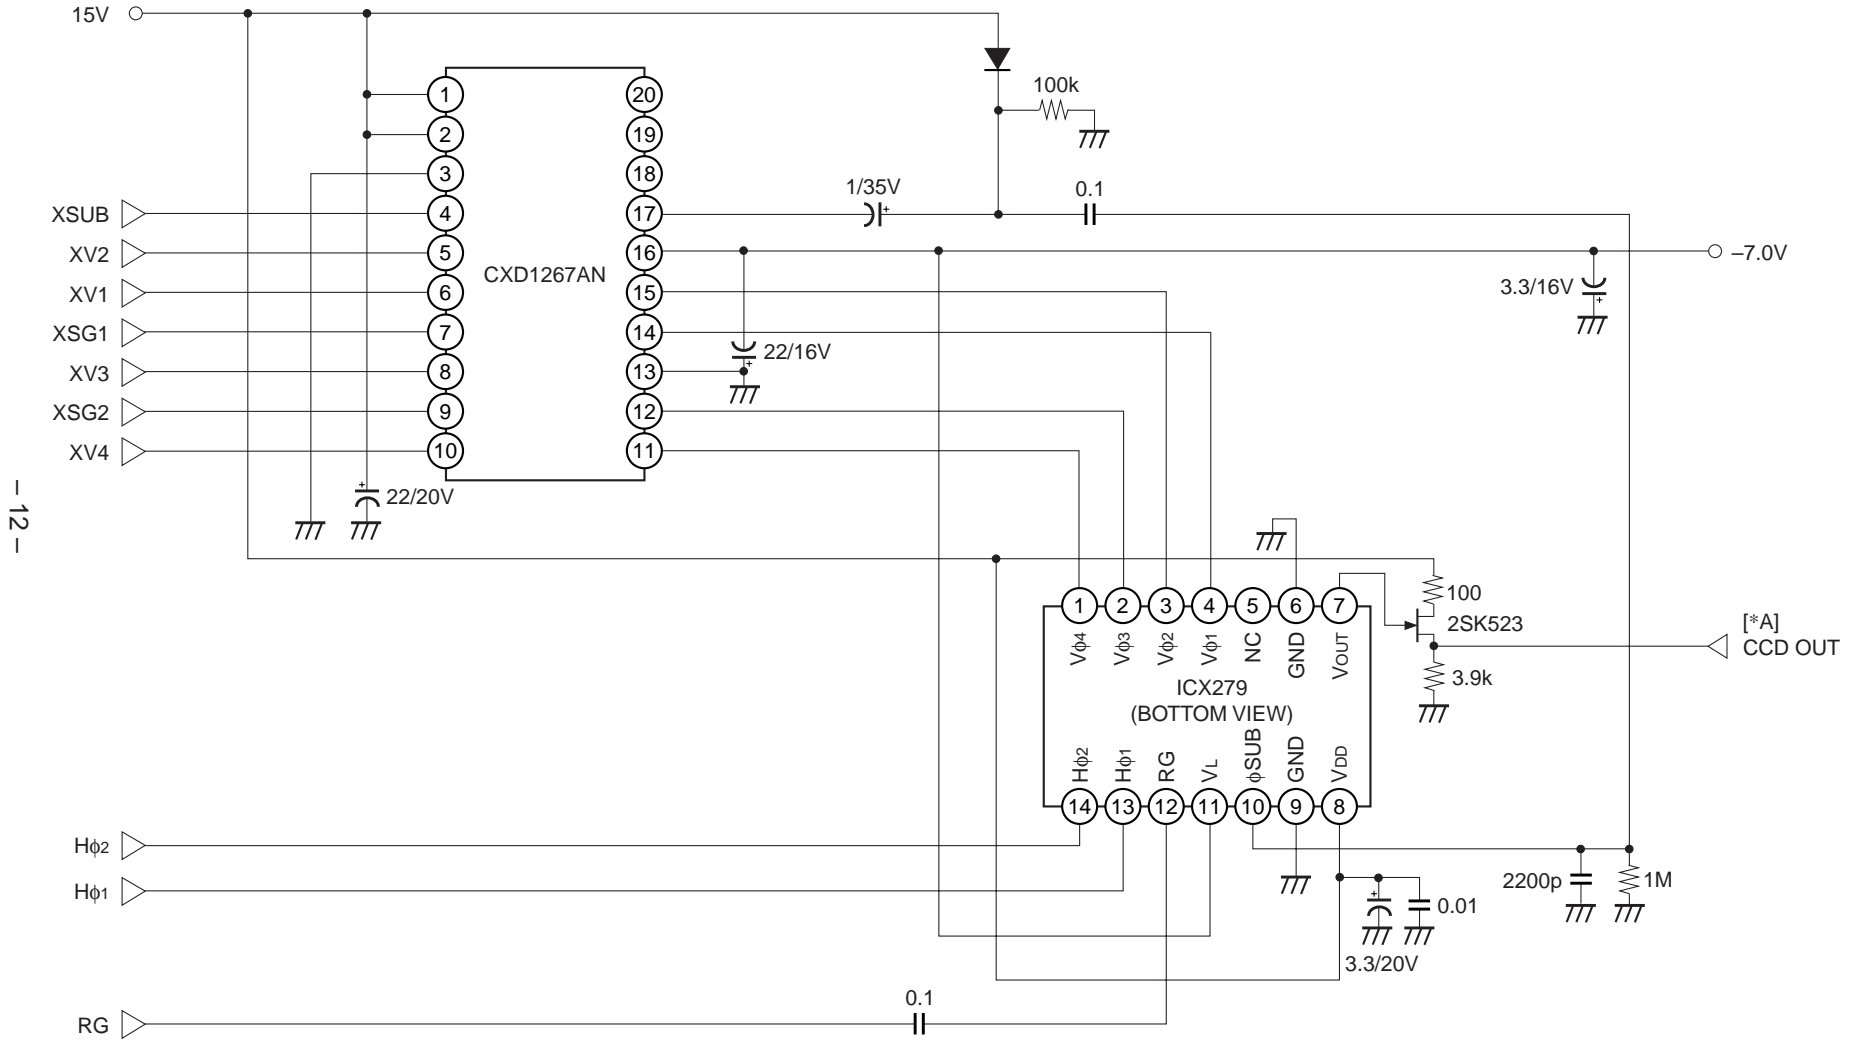 15V
100k
1/35V
0.1
–7.0V
3.3/16V
1
2
3
4
5
6
7
8
9
10
20
19
18
17
16
15
14
13
12
11
CXD1267AN
XSUB
XV2
XV1
XSG1
XV3
XSG2
XV4
+
22/16V
+
22/20V
+
+
– 12 –
1
2
3
4
5
6
7
Vϕ4
Vϕ3
Vϕ2
Vϕ1
NC
GND
VOUT
ICX279
(BOTTOM VIEW)
Hϕ2
Hϕ1
RG
VL
ϕSUB
GND
VDD
14
13
12
11
10
9
8
100
2SK523
3.9k
[*A]
CCD OUT
Hϕ2
Hϕ1
2200p
1M
+
0.01
3.3/20V
0.1
RG